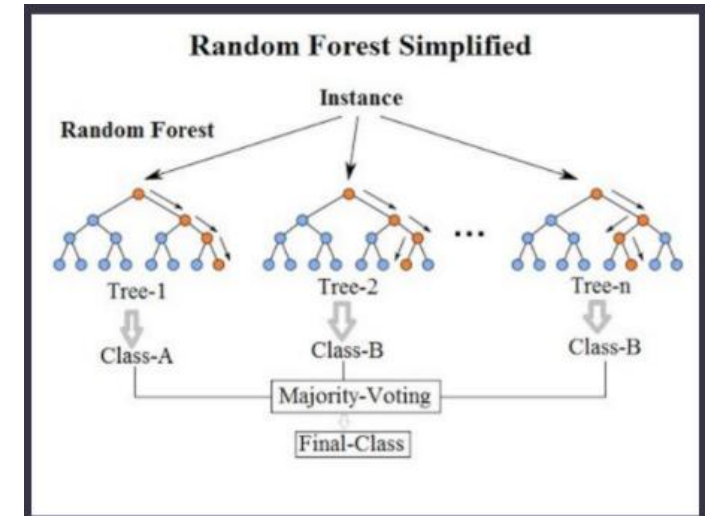 Random Forest Simplified
Instance
Random Forest
...
Tree-1 Tree-2 Tree-n
Class-A Class-B Class-B
Majority-Voting
Final-Class